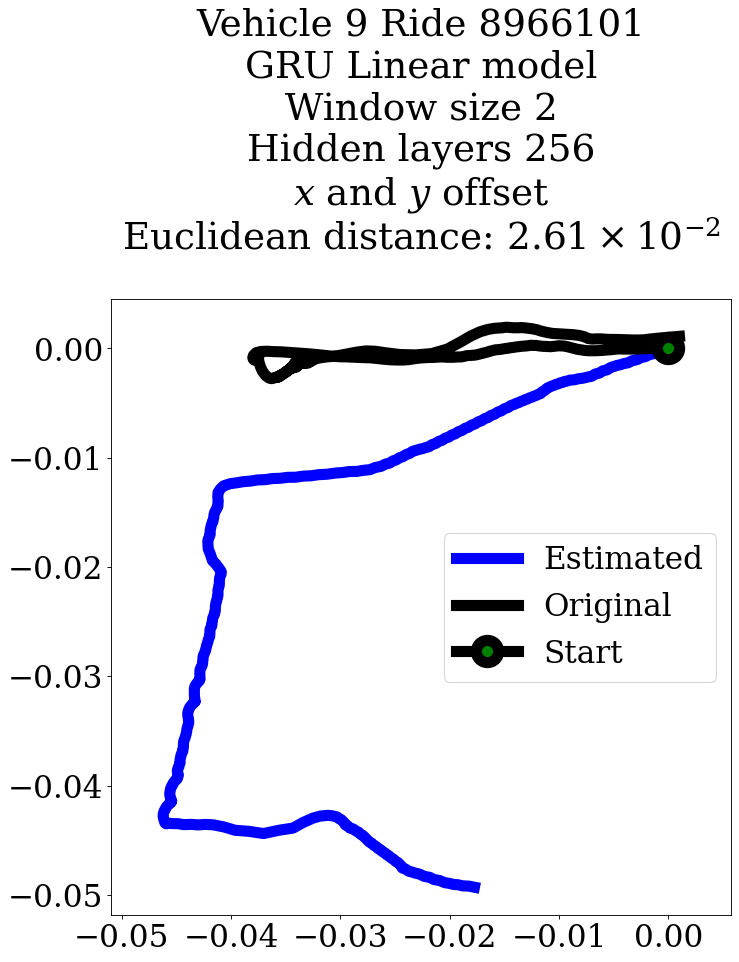 Vehicle 9 Ride 8966101
GRU Linear model
Window size 2
Hidden layers 256
x and y offset
Euclidean distance: 2.61 × 10⁻²
0.00
−0.01
−0.02
−0.03
−0.04
−0.05
Estimated
Original
Start
−0.05 −0.04 −0.03 −0.02 −0.01 0.00